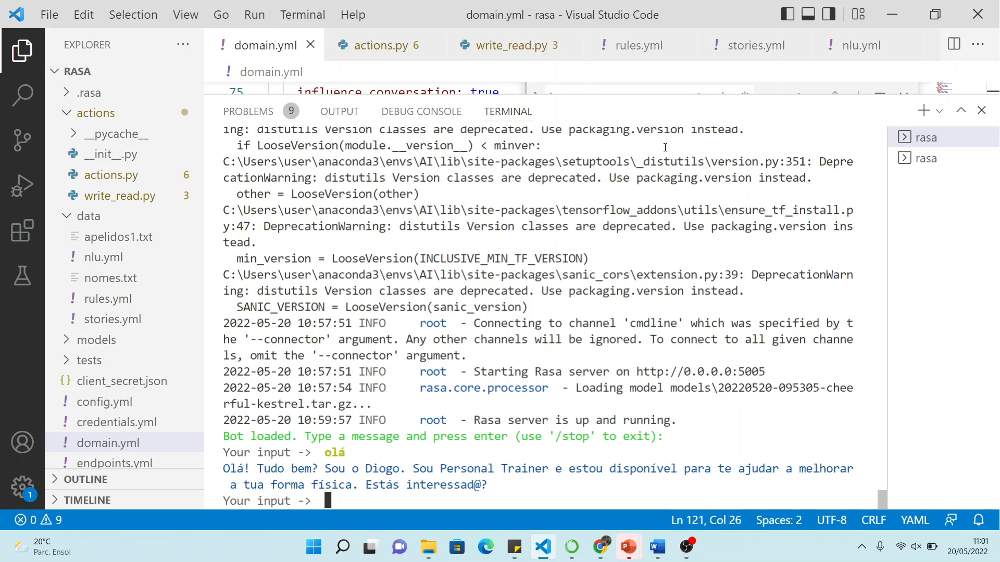 File Edit Selection View Go Run Terminal Help domain.yml - rasa - Visual Studio Code
EXPLORER
domain.yml actions.py 6 write_read.py 3 rules.yml stories.yml nlu.yml
domain.yml
RASA
.rasa
actions
__pycache__
__init__.py
actions.py 6
write_read.py 3
data
apelidos1.txt
nlu.yml
nomes.txt
rules.yml
stories.yml
models
tests
client_secret.json
config.yml
credentials.yml
domain.yml
endpoints.yml
OUTLINE
TIMELINE
1
75 influence_conversation: true
PROBLEMS 9 OUTPUT DEBUG CONSOLE TERMINAL
rasa
rasa
ing: distutils Version classes are deprecated. Use packaging.version instead.
if LooseVersion(module.__version__) < minver:
C:\Users\user\anaconda3\envs\AI\lib\site-packages\setuptools\_distutils\version.py:351: Depre
cationWarning: distutils Version classes are deprecated. Use packaging.version instead.
other = LooseVersion(other)
C:\Users\user\anaconda3\envs\AI\lib\site-packages\tensorflow_addons\utils\ensure_tf_install.p
y:47: DeprecationWarning: distutils Version classes are deprecated. Use packaging.version ins
tead.
min_version = LooseVersion(INCLUSIVE_MIN_TF_VERSION)
C:\Users\user\anaconda3\envs\AI\lib\site-packages\sanic_cors\extension.py:39: DeprecationWarn
ing: distutils Version classes are deprecated. Use packaging.version instead.
SANIC_VERSION = LooseVersion(sanic_version)
2022-05-20 10:57:51 INFO root - Connecting to channel 'cmdline' which was specified by t
he '--connector' argument. Any other channels will be ignored. To connect to all given channe
ls, omit the '--connector' argument.
2022-05-20 10:57:51 INFO root - Starting Rasa server on http://0.0.0.0:5005
2022-05-20 10:57:54 INFO rasa.core.processor - Loading model models\20220520-095305-chee
rful-kestrel.tar.gz...
2022-05-20 10:59:57 INFO root - Rasa server is up and running.
Bot loaded. Type a message and press enter (use '/stop' to exit):
Your input -> olá
Olá! Tudo bem? Sou o Diogo. Sou Personal Trainer e estou disponível para te ajudar a melhorar
a tua forma física. Estás interessad@?
Your input ->
0 9 Ln 121, Col 26 Spaces: 2 UTF-8 CRLF YAML
20°C
Parc. Ensol
11:01
20/05/2022